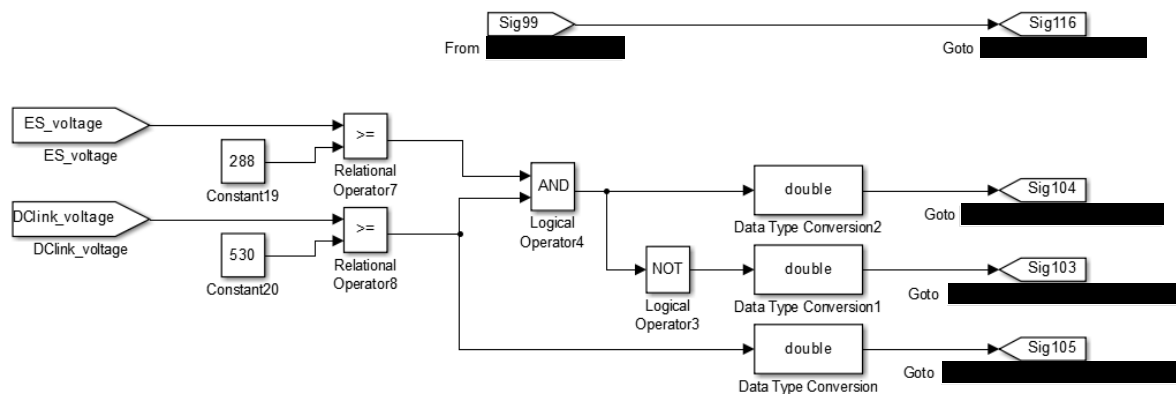 Sig99
Sig116
From
Goto
ES_voltage
ES_voltage
288
Constant19
>=
Relational
Operator7
AND
Logical
Operator4
double
Data Type Conversion2
Sig104
Goto
DClink_voltage
DClink_voltage
530
Constant20
>=
Relational
Operator8
NOT
Logical
Operator3
double
Data Type Conversion1
Sig103
Goto
double
Data Type Conversion
Sig105
Goto